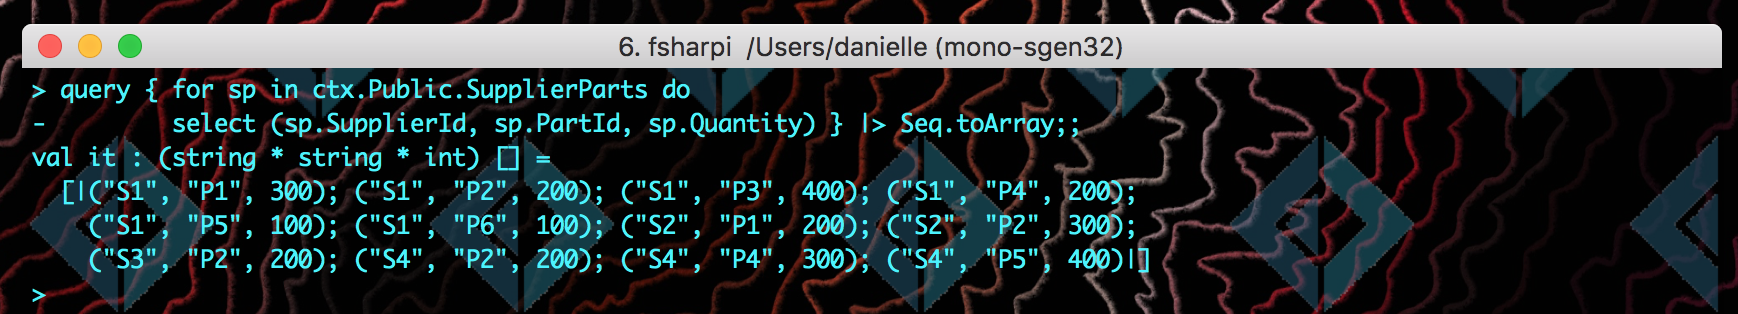 6. fsharpi  /Users/danielle (mono-sgen32)
> query { for sp in ctx.Public.SupplierParts do
-         select (sp.SupplierId, sp.PartId, sp.Quantity) } |> Seq.toArray;;
val it : (string * string * int) [] =
  [|("S1", "P1", 300); ("S1", "P2", 200); ("S1", "P3", 400); ("S1", "P4", 200);
    ("S1", "P5", 100); ("S1", "P6", 100); ("S2", "P1", 200); ("S2", "P2", 300);
    ("S3", "P2", 200); ("S4", "P2", 200); ("S4", "P4", 300); ("S4", "P5", 400)|]
>